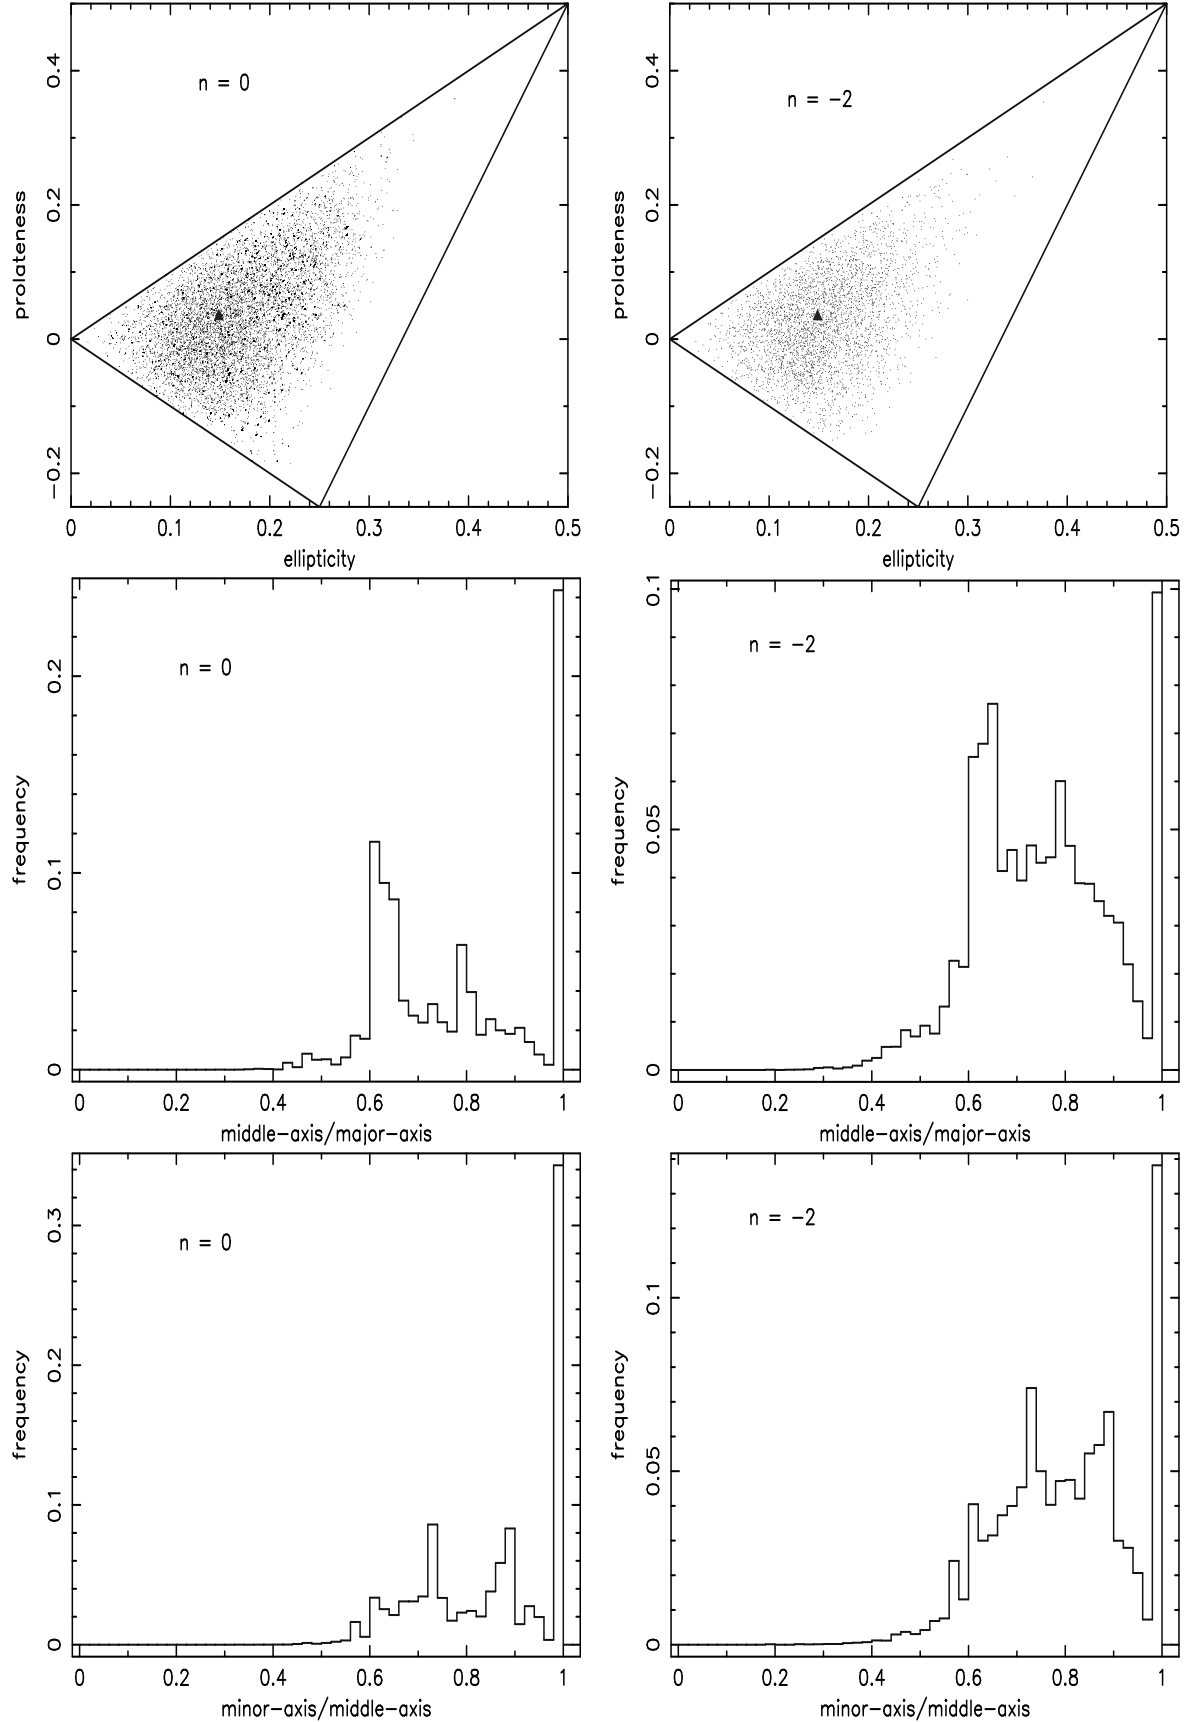 n = 0
prolateness
0.4
0.2
0
−0.2
0 0.1 0.2 0.3 0.4 0.5
ellipticity
n = −2
prolateness
0.4
0.2
0
−0.2
0 0.1 0.2 0.3 0.4 0.5
ellipticity
n = 0
frequency
0.2
0.1
0
0 0.2 0.4 0.6 0.8 1
middle−axis/major−axis
n = −2
frequency
0.1
0.05
0
0 0.2 0.4 0.6 0.8 1
middle−axis/major−axis
n = 0
frequency
0.3
0.2
0.1
0
0 0.2 0.4 0.6 0.8 1
minor−axis/middle−axis
n = −2
frequency
0.1
0.05
0
0 0.2 0.4 0.6 0.8 1
minor−axis/middle−axis